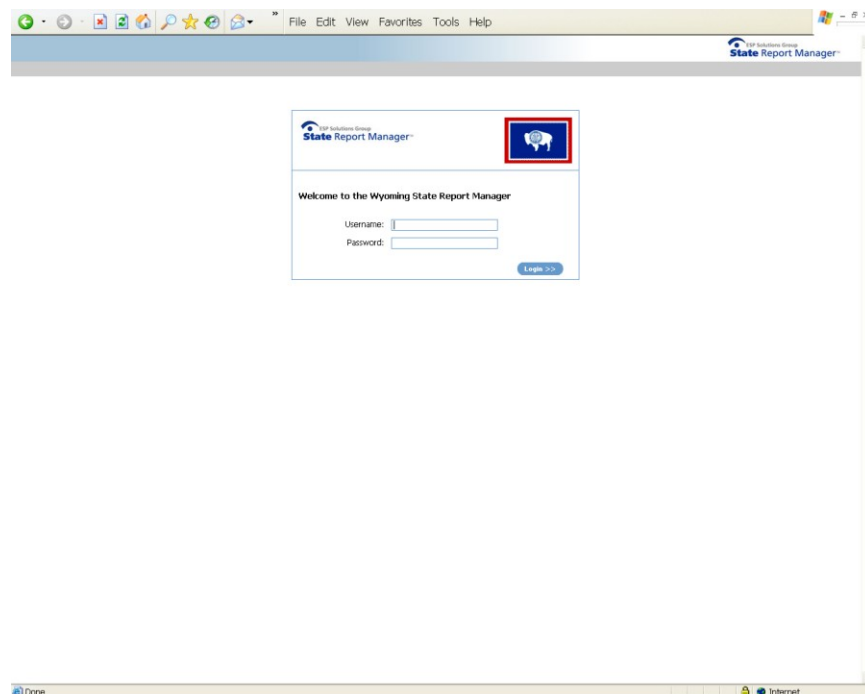 » File Edit View Favorites Tools Help
ESP Solutions Group
State Report Manager
ESP Solutions Group
State Report Manager
Welcome to the Wyoming State Report Manager
Username:
Password:
Login >>
Done
Internet